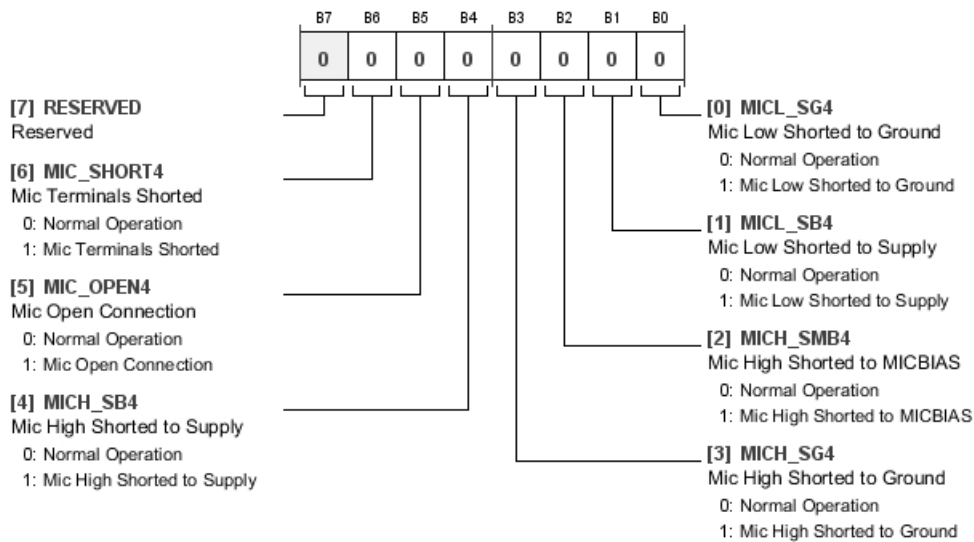 B7 B6 B5 B4 B3 B2 B1 B0
0 0 0 0 0 0 0 0
[7] RESERVED
Reserved
[6] MIC_SHORT4
Mic Terminals Shorted
0: Normal Operation
1: Mic Terminals Shorted
[5] MIC_OPEN4
Mic Open Connection
0: Normal Operation
1: Mic Open Connection
[4] MICH_SB4
Mic High Shorted to Supply
0: Normal Operation
1: Mic High Shorted to Supply
[0] MICL_SG4
Mic Low Shorted to Ground
0: Normal Operation
1: Mic Low Shorted to Ground
[1] MICL_SB4
Mic Low Shorted to Supply
0: Normal Operation
1: Mic Low Shorted to Supply
[2] MICH_SMB4
Mic High Shorted to MICBIAS
0: Normal Operation
1: Mic High Shorted to MICBIAS
[3] MICH_SG4
Mic High Shorted to Ground
0: Normal Operation
1: Mic High Shorted to Ground